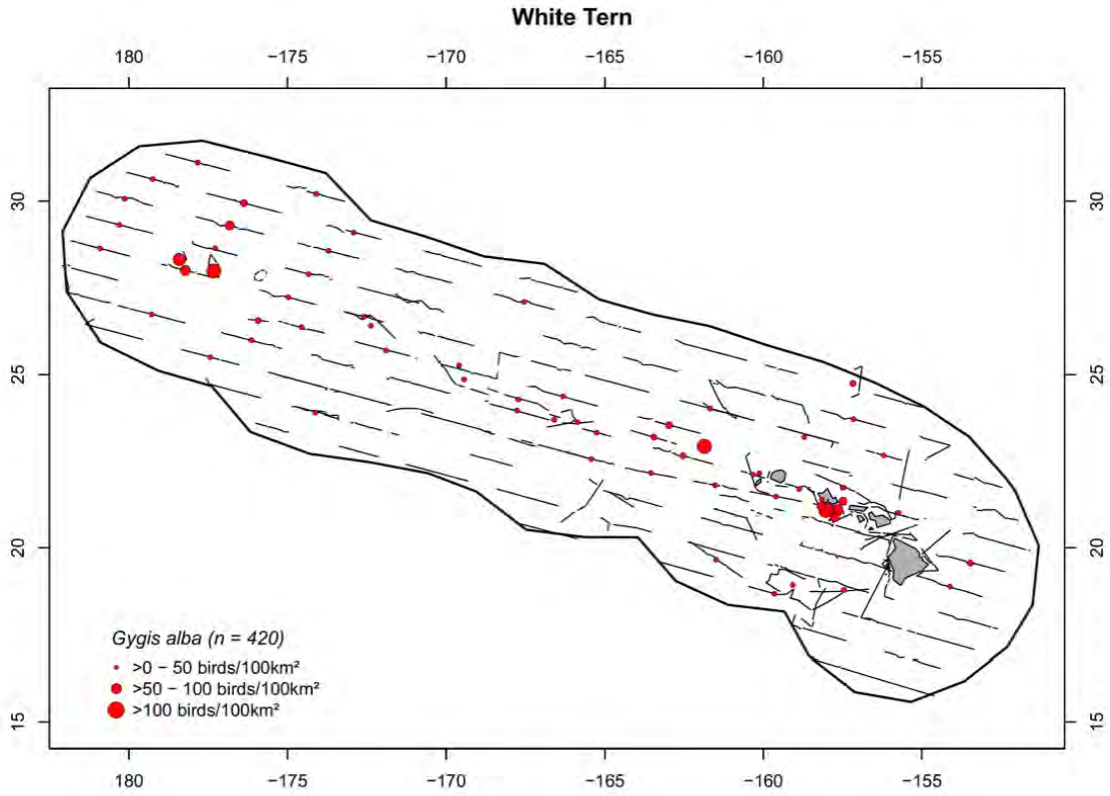 White Tern
180 −175 −170 −165 −160 −155
30 30
25 25
20 20
15 15
Gygis alba (n = 420)
>0 − 50 birds/100km²
>50 − 100 birds/100km²
>100 birds/100km²
180 −175 −170 −165 −160 −155